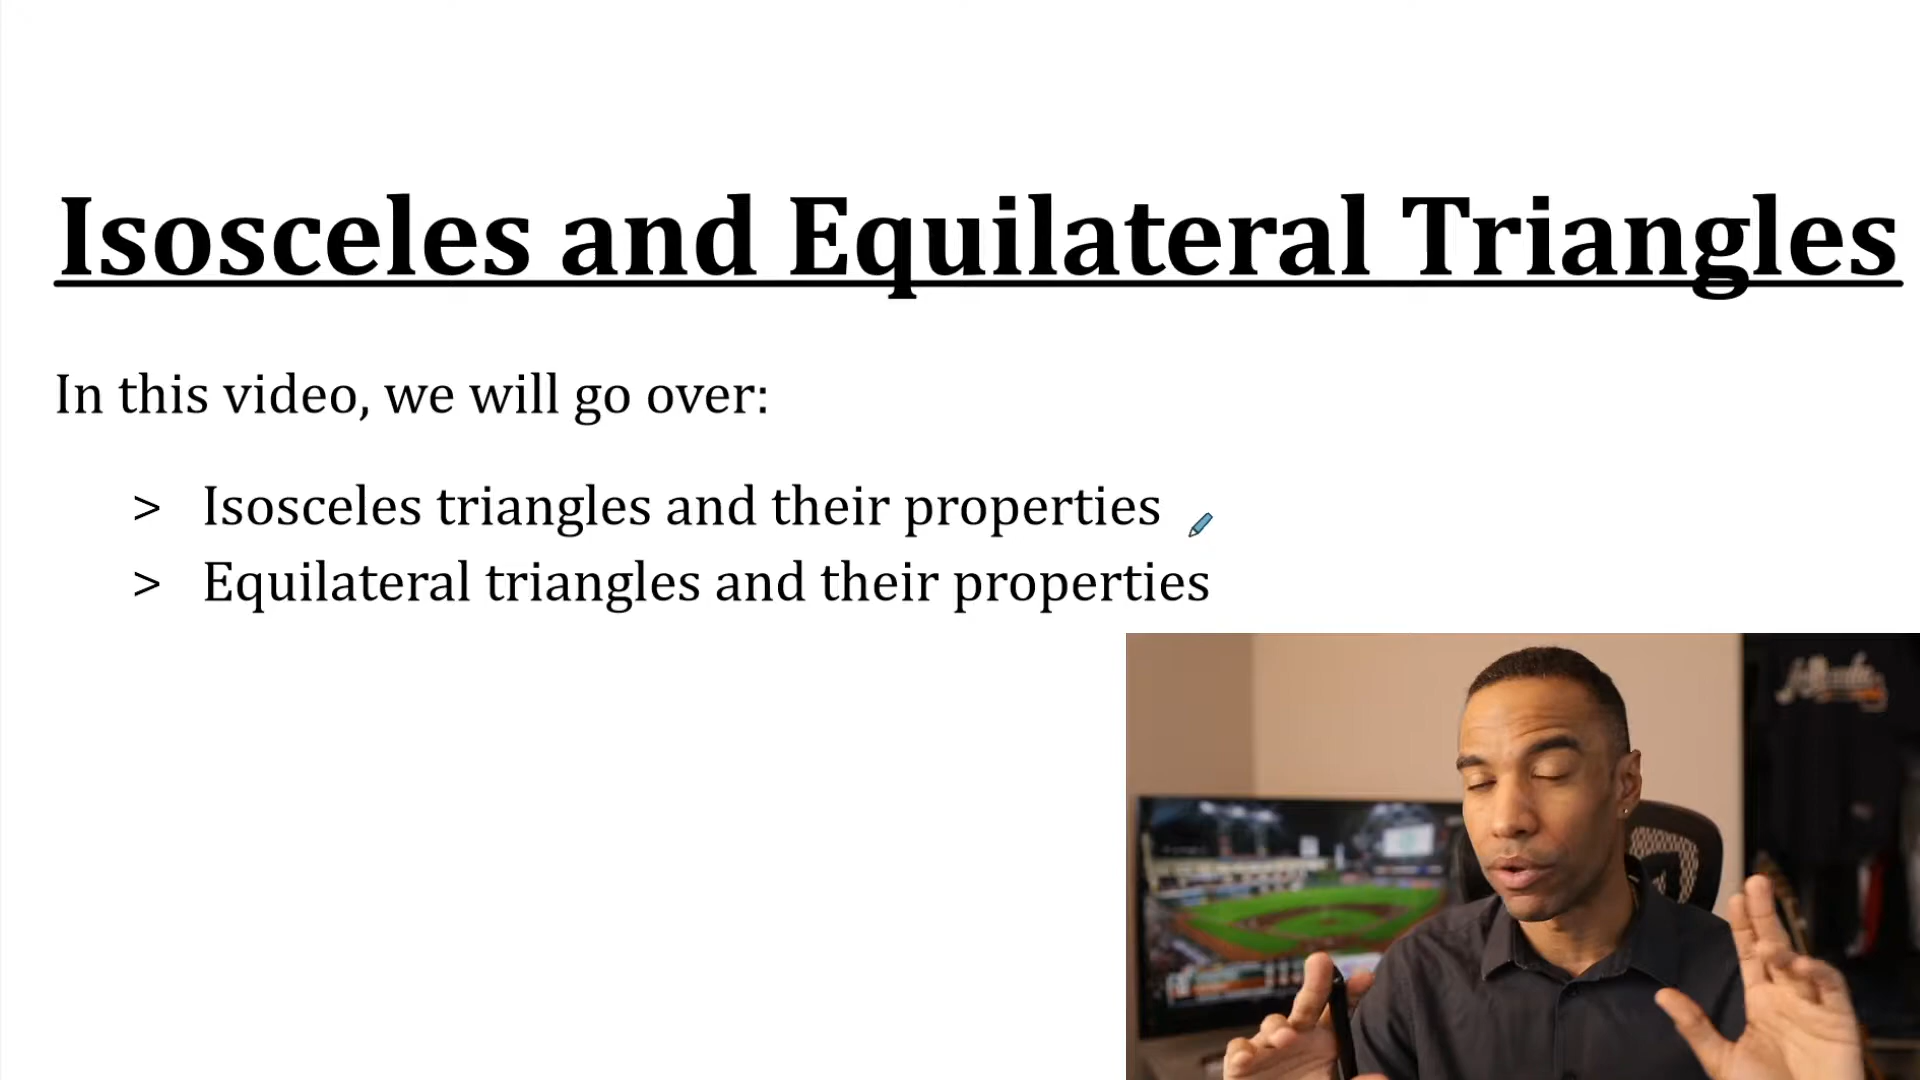 Isosceles and Equilateral Triangles
In this video, we will go over:
> Isosceles triangles and their properties
> Equilateral triangles and their properties